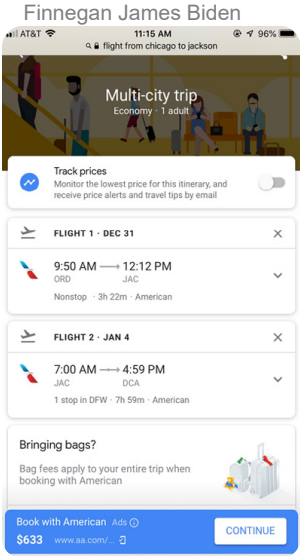 Finnegan James Biden
AT&T 11:15 AM 96%
flight from chicago to jackson
Multi-city trip
Economy · 1 adult
Track prices
Monitor the lowest price for this itinerary, and
receive price alerts and travel tips by email
FLIGHT 1 · DEC 31
9:50 AM → 12:12 PM
ORD JAC
Nonstop · 3h 22m · American
FLIGHT 2 · JAN 4
7:00 AM → 4:59 PM
JAC DCA
1 stop in DFW · 7h 59m · American
Bringing bags?
Bag fees apply to your entire trip when
booking with American
Book with American Ads
$633 www.aa.com/...
CONTINUE